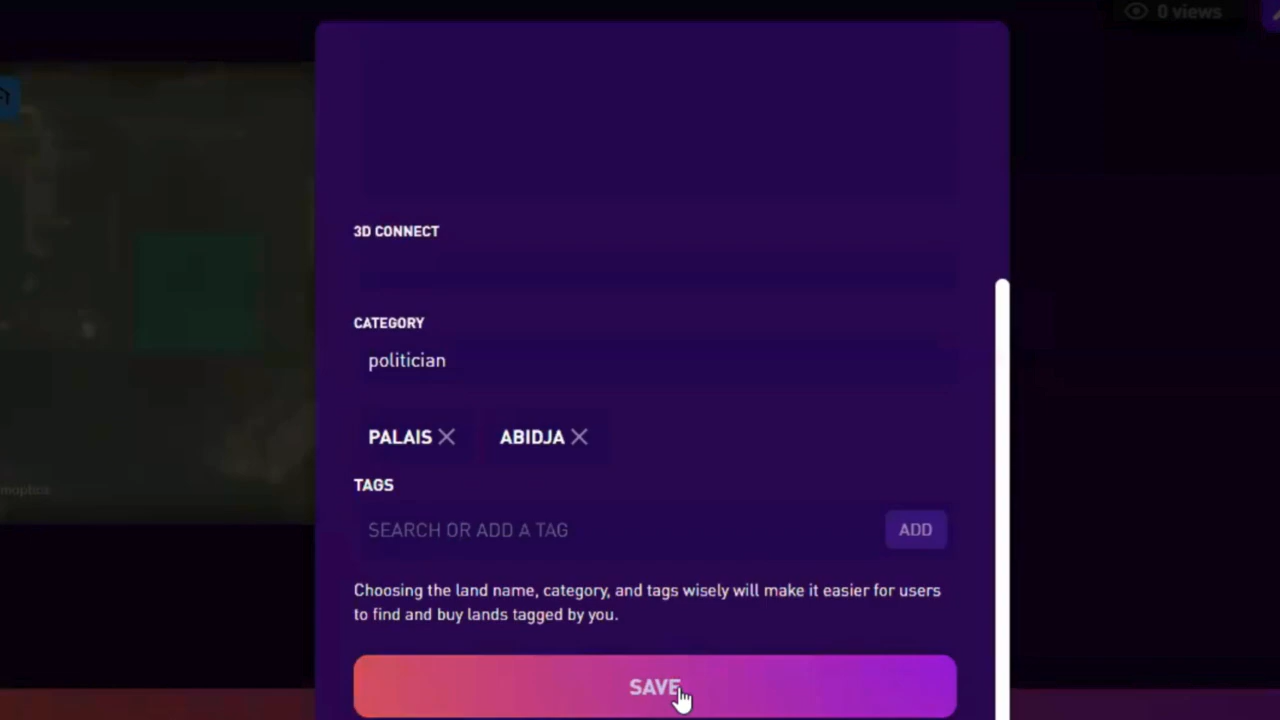 0 views
3D CONNECT
CATEGORY
politician
PALAIS ABIDJA
TAGS
SEARCH OR ADD A TAG ADD
Choosing the land name, category, and tags wisely will make it easier for users
to find and buy lands tagged by you.
SAVE